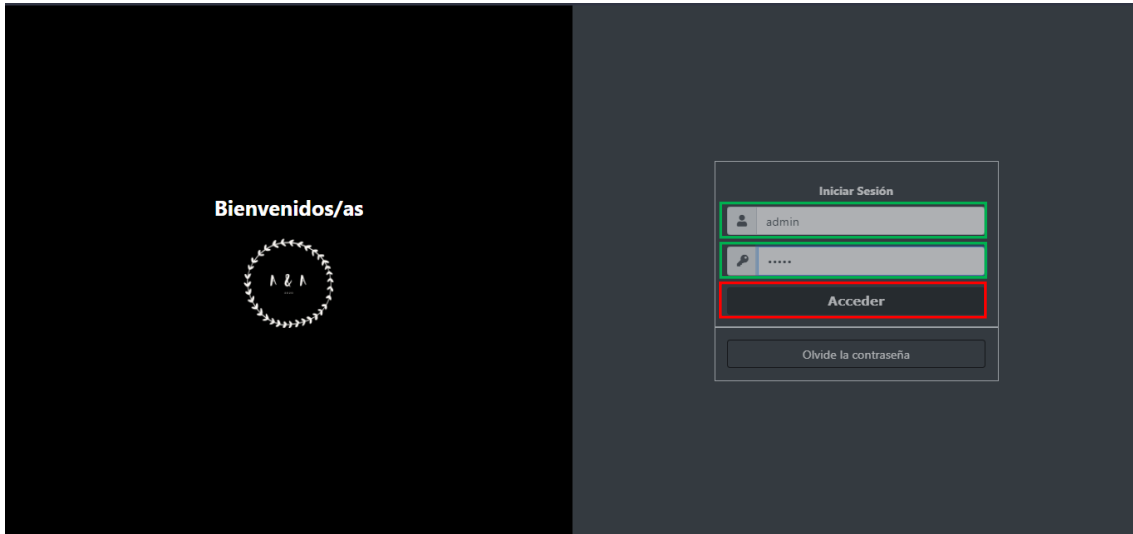 Bienvenidos/as
Iniciar Sesión
admin
•••••
Acceder
Olvide la contraseña